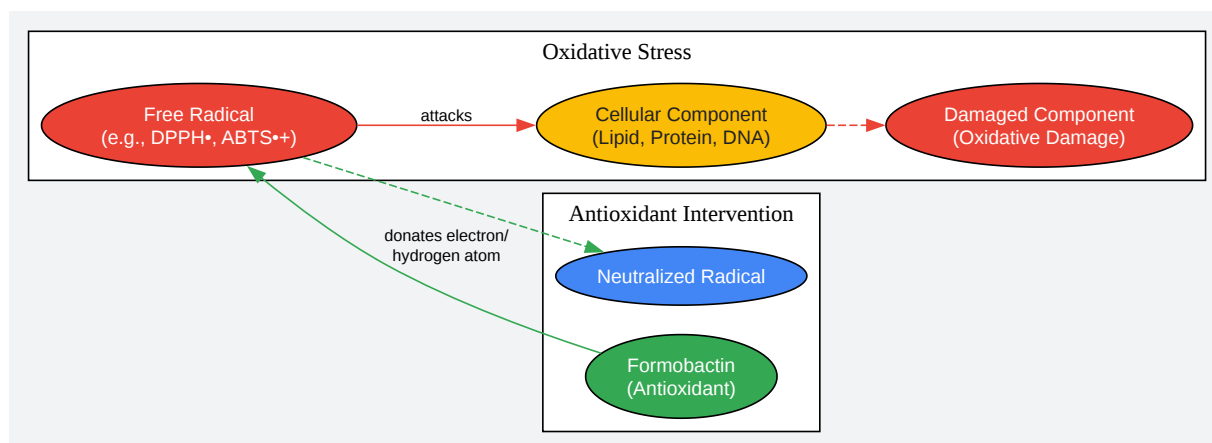 Oxidative Stress
Free Radical
(e.g., DPPH•, ABTS•+)
attacks
Cellular Component
(Lipid, Protein, DNA)
Damaged Component
(Oxidative Damage)
Antioxidant Intervention
donates electron/
hydrogen atom
Neutralized Radical
Formobactin
(Antioxidant)